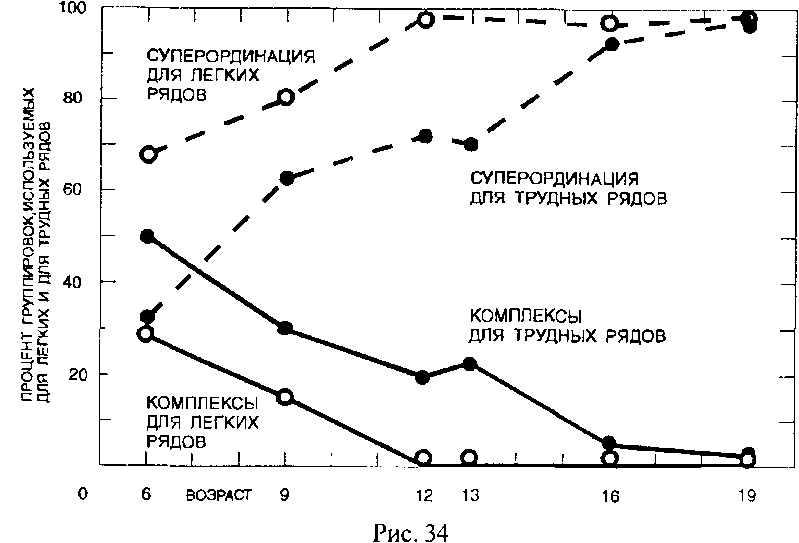 ПРОЦЕНТ ГРУППИРОВОК, ИСПОЛЬЗУЕМЫХ
ДЛЯ ЛЕГКИХ И ДЛЯ ТРУДНЫХ РЯДОВ
100
80
60
40
20
0
СУПЕРОРДИНАЦИЯ
ДЛЯ ЛЕГКИХ
РЯДОВ
СУПЕРОРДИНАЦИЯ
ДЛЯ ТРУДНЫХ РЯДОВ
КОМПЛЕКСЫ
ДЛЯ ТРУДНЫХ РЯДОВ
КОМПЛЕКСЫ
ДЛЯ ЛЕГКИХ
РЯДОВ
6 ВОЗРАСТ 9 12 13 16 19
Рис. 34